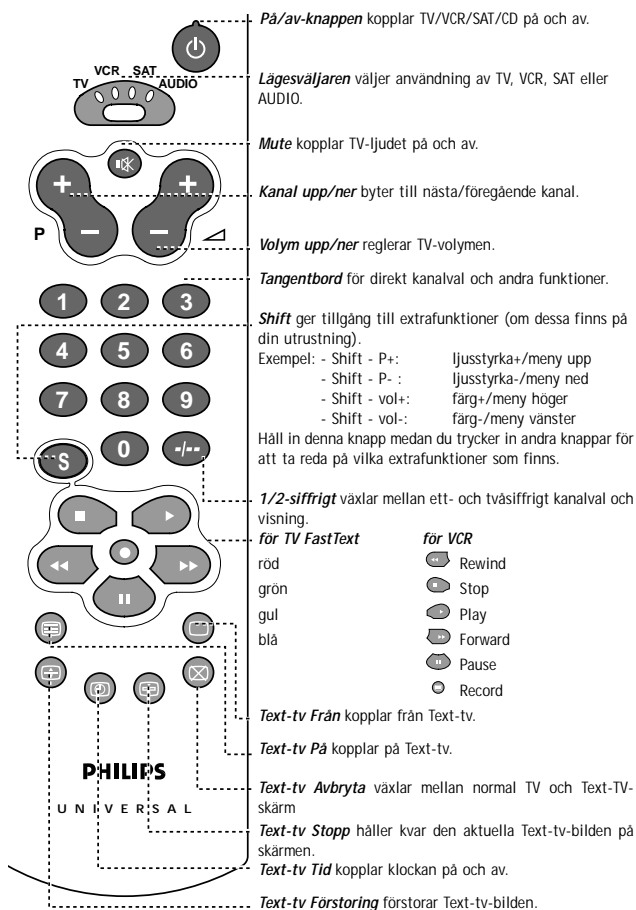 På/av-knappen kopplar TV/VCR/SAT/CD på och av.
VCR SAT
TV AUDIO
Lägesväljaren väljer användning av TV, VCR, SAT eller
AUDIO.
Mute kopplar TV-ljudet på och av.
+ +
Kanal upp/ner byter till nästa/föregående kanal.
P - -
Volym upp/ner reglerar TV-volymen.
Tangentbord för direkt kanalval och andra funktioner.
1 2 3
Shift ger tillgång till extrafunktioner (om dessa finns på
din utrustning).
4 5 6
Exempel: - Shift - P+: ljusstyrka+/meny upp
- Shift - P- : ljusstyrka-/meny ned
- Shift - vol+: färg+/meny höger
- Shift - vol-: färg-/meny vänster
7 8 9
Håll in denna knapp medan du trycker in andra knappar för
att ta reda på vilka extrafunktioner som finns.
S 0 -/--
1/2-siffrigt växlar mellan ett- och tvåsiffrigt kanalval och
visning.
för TV FastText för VCR
röd Rewind
grön Stop
gul Play
blå Forward
Pause
Record
Text-tv Från kopplar från Text-tv.
Text-tv På kopplar på Text-tv.
PHILIPS
UNIVERSAL
Text-tv Avbryta växlar mellan normal TV och Text-TV-
skärm
Text-tv Stopp håller kvar den aktuella Text-tv-bilden på
skärmen.
Text-tv Tid kopplar klockan på och av.
Text-tv Förstoring förstorar Text-tv-bilden.